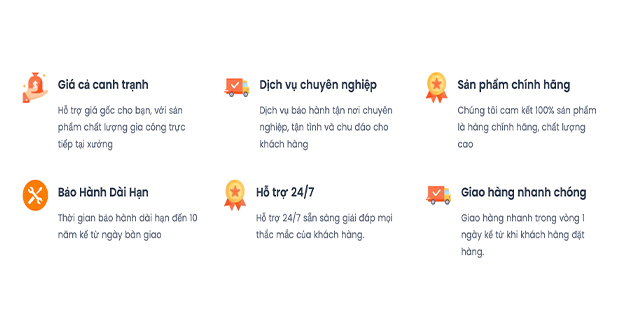 Giá cả canh trạnh
Hỗ trợ giá gốc cho bạn, với sản
phẩm chất lượng gia công trực
tiếp tại xưởng
Dịch vụ chuyên nghiệp
Dịch vụ bảo hành tận nơi chuyên
nghiệp, tận tình và chu đáo cho
khách hàng
Sản phẩm chính hãng
Chúng tôi cam kết 100% sản phẩm
là hàng chính hãng, chất lượng
cao
Bảo Hành Dài Hạn
Thời gian bảo hành dài hạn đến 10
năm kể từ ngày bàn giao
Hỗ trợ 24/7
Hỗ trợ 24/7 sẵn sàng giải đáp mọi
thắc mắc của khách hàng.
Giao hàng nhanh chóng
Giao hàng nhanh trong vòng 1
ngày kể từ khi khách hàng đặt
hàng.